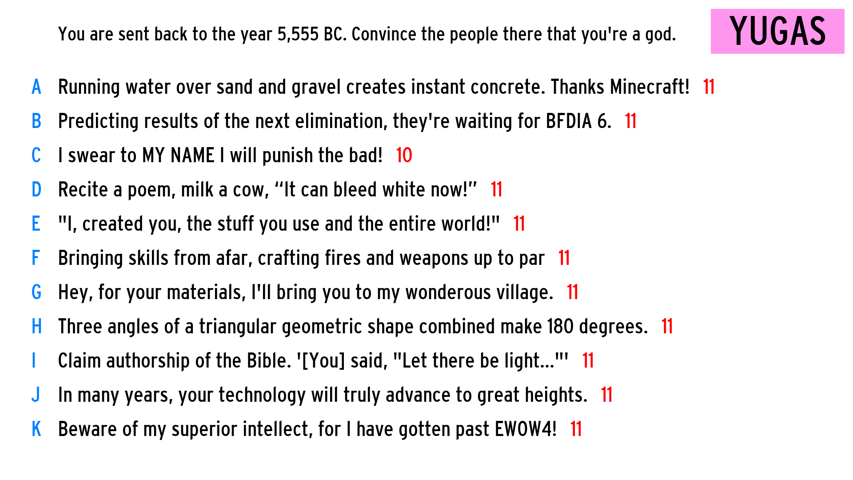 You are sent back to the year 5,555 BC. Convince the people there that you're a god.
YUGAS
A Running water over sand and gravel creates instant concrete. Thanks Minecraft! 11
B Predicting results of the next elimination, they're waiting for BFDIA 6. 11
C I swear to MY NAME I will punish the bad! 10
D Recite a poem, milk a cow, “It can bleed white now!” 11
E "I, created you, the stuff you use and the entire world!" 11
F Bringing skills from afar, crafting fires and weapons up to par 11
G Hey, for your materials, I'll bring you to my wonderous village. 11
H Three angles of a triangular geometric shape combined make 180 degrees. 11
I Claim authorship of the Bible. '[You] said, "Let there be light..."' 11
J In many years, your technology will truly advance to great heights. 11
K Beware of my superior intellect, for I have gotten past EWOW4! 11